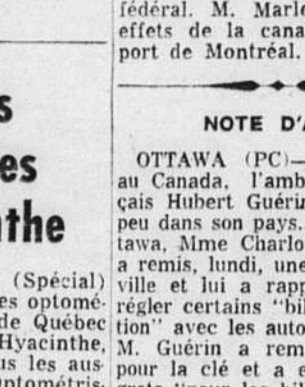 s
es
the
(Spécial)
es optomé-
de Québec
Hyacinthe,
us les aus-
fédéral. M. Marl
effets de la cana
port de Montréal.
NOTE D'A
OTTAWA (PC)—
au Canada, l'amb
çais Hubert Guérin
peu dans son pays.
tawa, Mme Charlo
a remis, lundi, une
ville et lui a rapp
régler certains "bil
tion" avec les auto
M. Guérin a rem
pour la clé et a d